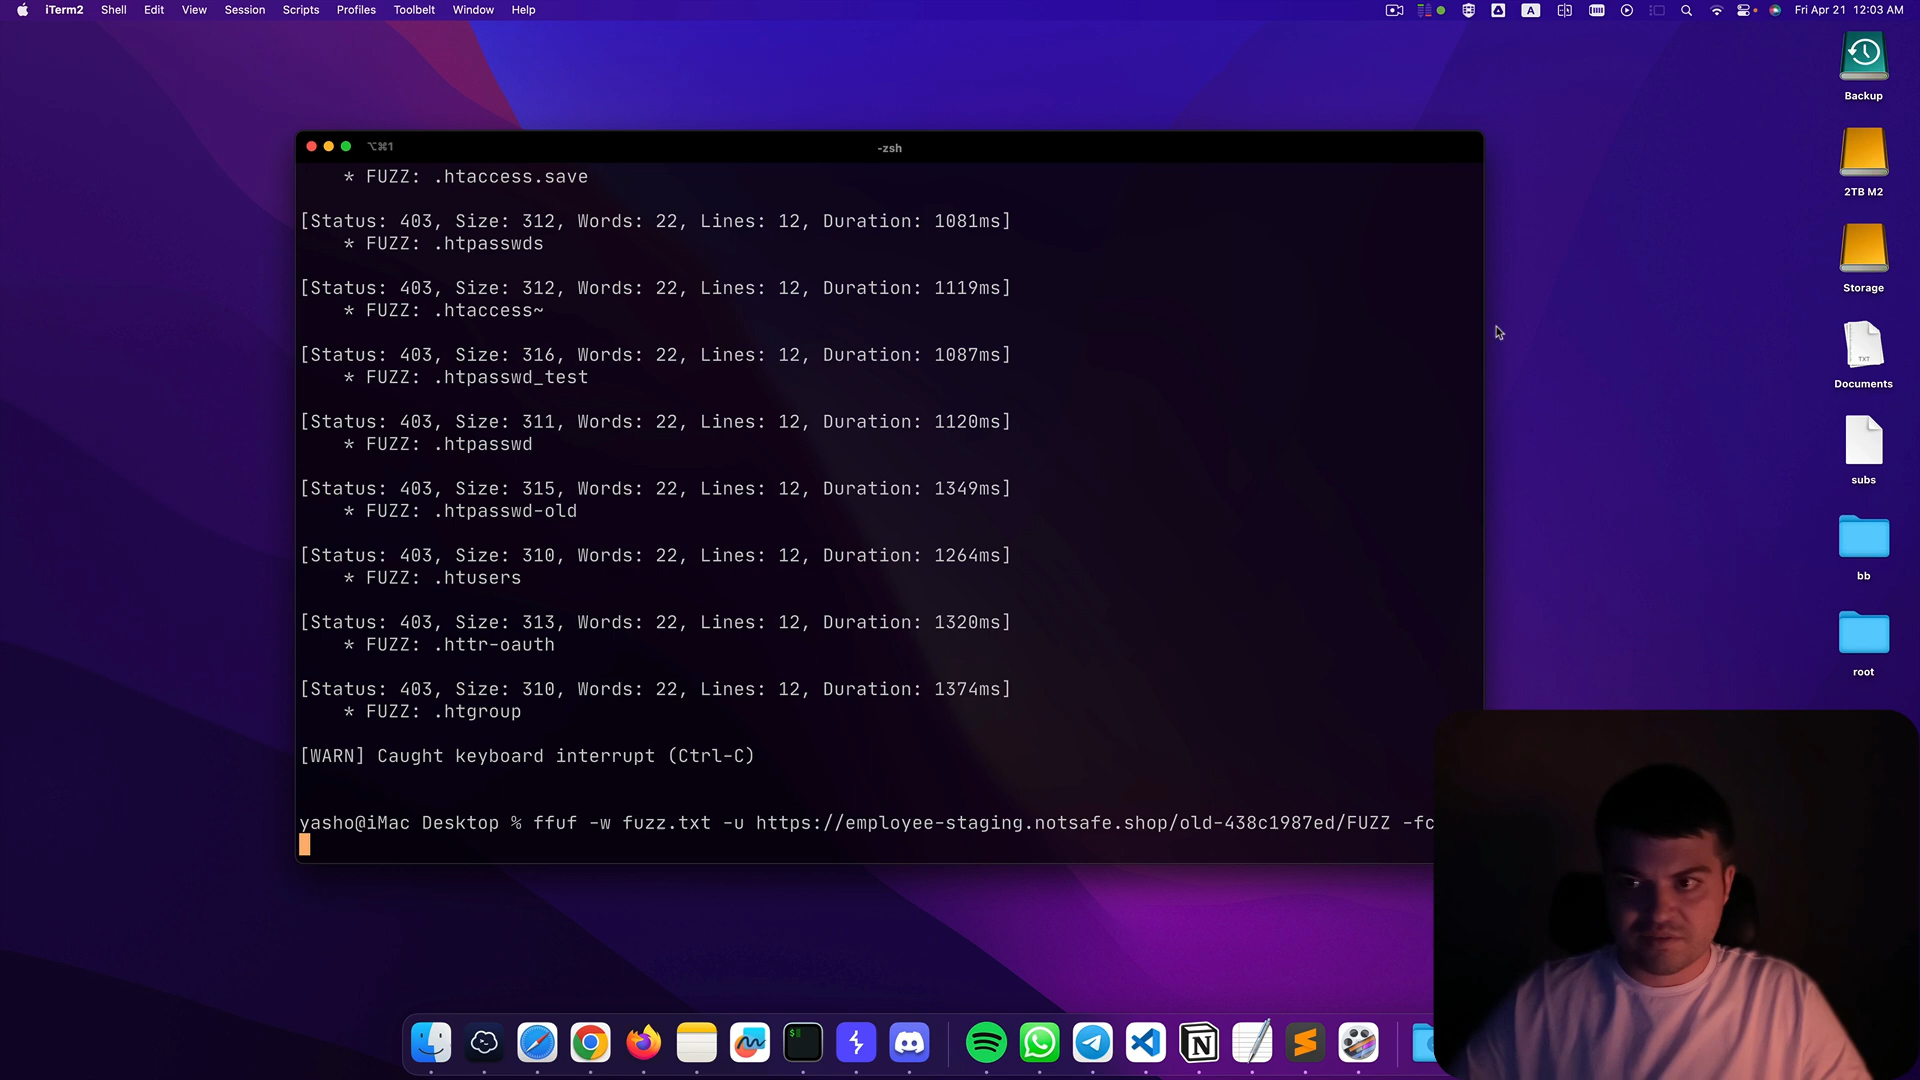 iTerm2 Shell Edit View Session Scripts Profiles Toolbelt Window Help
A
Fri Apr 21 12:03 AM
Backup
2TB M2
Storage
TXT
Documents
subs
bb
root
⌥⌘1
-zsh
* FUZZ: .htaccess.save
[Status: 403, Size: 312, Words: 22, Lines: 12, Duration: 1081ms]
* FUZZ: .htpasswds
[Status: 403, Size: 312, Words: 22, Lines: 12, Duration: 1119ms]
* FUZZ: .htaccess~
[Status: 403, Size: 316, Words: 22, Lines: 12, Duration: 1087ms]
* FUZZ: .htpasswd_test
[Status: 403, Size: 311, Words: 22, Lines: 12, Duration: 1120ms]
* FUZZ: .htpasswd
[Status: 403, Size: 315, Words: 22, Lines: 12, Duration: 1349ms]
* FUZZ: .htpasswd-old
[Status: 403, Size: 310, Words: 22, Lines: 12, Duration: 1264ms]
* FUZZ: .htusers
[Status: 403, Size: 313, Words: 22, Lines: 12, Duration: 1320ms]
* FUZZ: .httr-oauth
[Status: 403, Size: 310, Words: 22, Lines: 12, Duration: 1374ms]
* FUZZ: .htgroup
[WARN] Caught keyboard interrupt (Ctrl-C)
yasho@iMac Desktop % ffuf -w fuzz.txt -u https://employee-staging.notsafe.shop/old-438c1987ed/FUZZ -fc